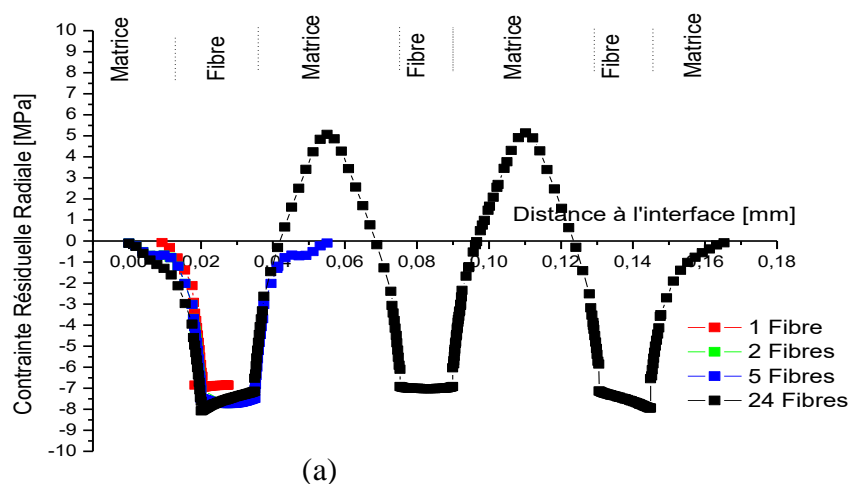 Matrice Fibre Matrice Fibre Matrice Fibre Matrice
Contrainte Résiduelle Radiale [MPa]
10
9
8
7
6
5
4
3
2
1
0
-1
-2
-3
-4
-5
-6
-7
-8
-9
-10
Distance à l'interface [mm]
0,00 0,02 0,04 0,06 0,08 0,10 0,12 0,14 0,16 0,18
1 Fibre
2 Fibres
5 Fibres
24 Fibres
(a)